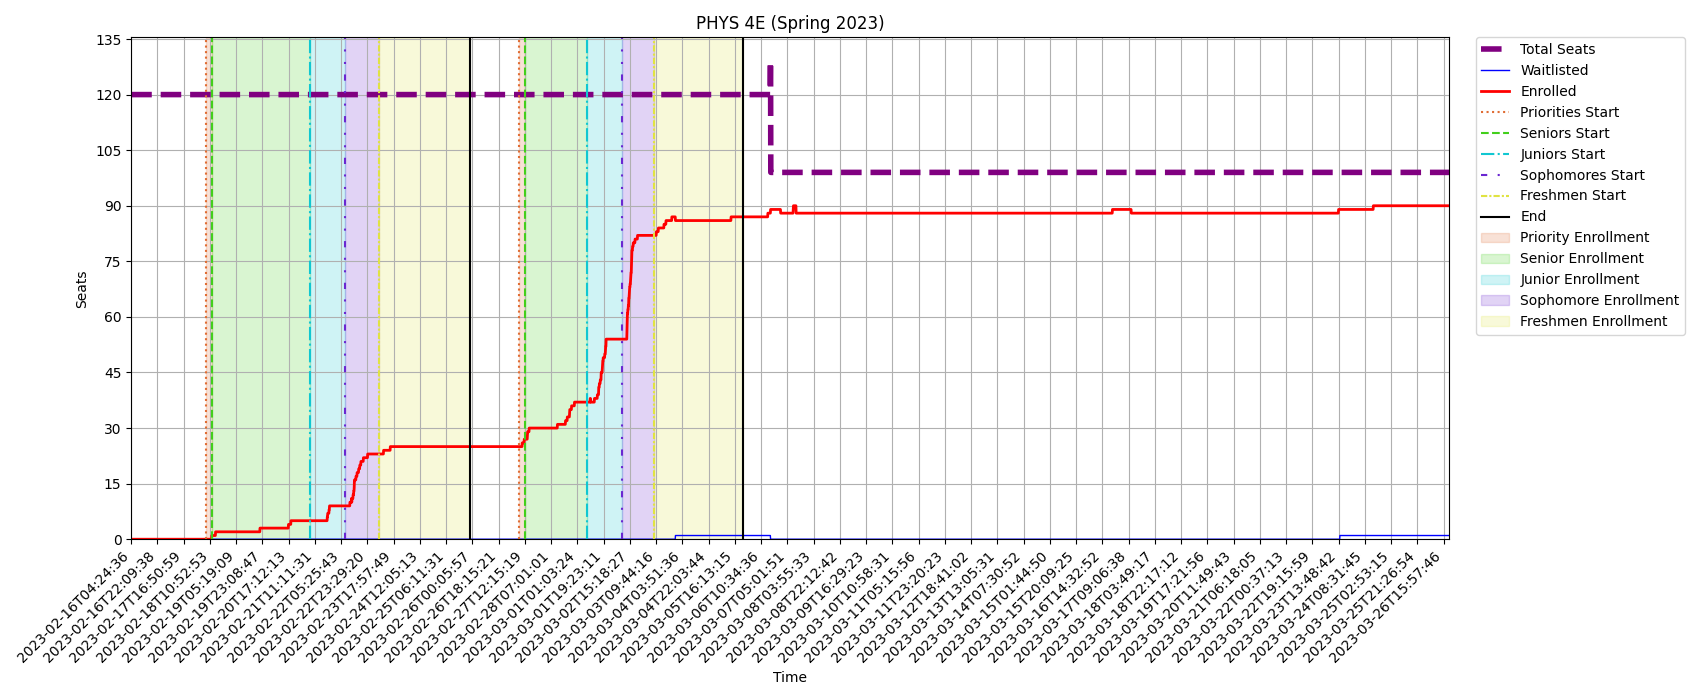 PHYS 4E (Spring 2023)
135
120
105
90
75
60
45
30
15
0
Seats
2023-02-16T04:24:36
2023-02-16T22:09:38
2023-02-17T16:50:59
2023-02-18T10:52:53
2023-02-19T05:19:09
2023-02-19T23:08:47
2023-02-20T17:12:13
2023-02-21T11:11:31
2023-02-22T05:25:43
2023-02-22T23:29:20
2023-02-23T17:57:49
2023-02-24T12:05:13
2023-02-25T06:11:31
2023-02-26T00:05:57
2023-02-26T18:15:21
2023-02-27T12:15:19
2023-02-28T07:01:01
2023-03-01T01:03:24
2023-03-01T19:23:11
2023-03-02T15:18:27
2023-03-03T09:44:16
2023-03-04T03:51:36
2023-03-04T22:03:44
2023-03-05T16:13:15
2023-03-06T10:34:36
2023-03-07T05:01:51
2023-03-08T03:55:33
2023-03-08T22:12:42
2023-03-09T16:29:23
2023-03-10T10:58:31
2023-03-11T05:15:56
2023-03-11T23:20:23
2023-03-12T18:41:02
2023-03-13T13:05:31
2023-03-14T07:30:52
2023-03-15T01:44:50
2023-03-15T20:09:25
2023-03-16T14:32:52
2023-03-17T09:06:38
2023-03-18T03:49:17
2023-03-18T22:17:12
2023-03-19T17:21:56
2023-03-20T11:49:43
2023-03-21T06:18:05
2023-03-22T00:37:13
2023-03-22T19:15:59
2023-03-23T13:48:42
2023-03-24T08:31:45
2023-03-25T02:53:15
2023-03-25T21:26:54
2023-03-26T15:57:46
Time
Total Seats
Waitlisted
Enrolled
Priorities Start
Seniors Start
Juniors Start
Sophomores Start
Freshmen Start
End
Priority Enrollment
Senior Enrollment
Junior Enrollment
Sophomore Enrollment
Freshmen Enrollment